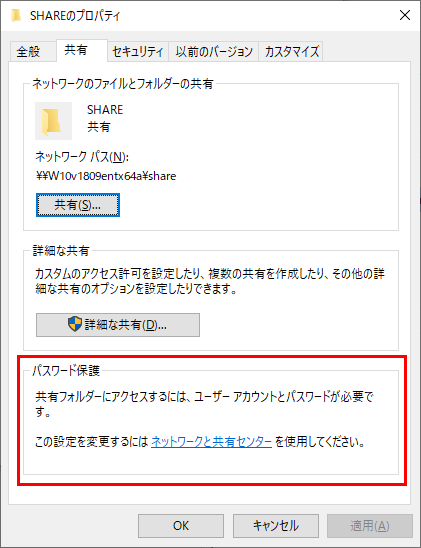 SHAREのプロパティ
全般 共有 セキュリティ 以前のバージョン カスタマイズ
ネットワークのファイルとフォルダーの共有
SHARE
共有
ネットワーク パス(N):
¥¥W10v1809entx64a¥share
共有(S)...
詳細な共有
カスタムのアクセス許可を設定したり、複数の共有を作成したり、その他の詳
細な共有のオプションを設定したりできます。
詳細な共有(D)...
パスワード保護
共有フォルダーにアクセスするには、ユーザー アカウントとパスワードが必要で
す。
この設定を変更するには ネットワークと共有センター を使用してください。
OK キャンセル 適用(A)